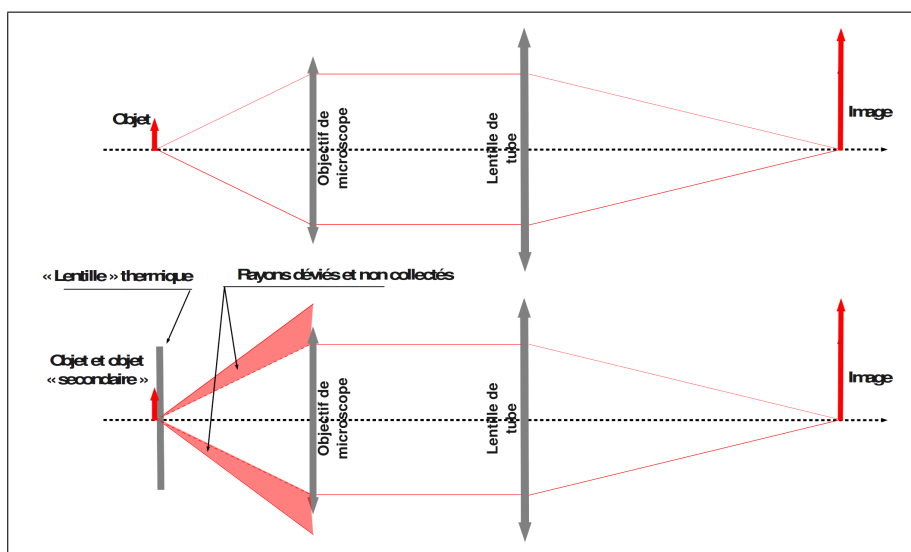 Objet
Objectif de
microscope
Lentille de
tube
Image
« Lentille » thermique
Rayons déviés et non collectés
Objet et objet
« secondaire »
Objectif de
microscope
Lentille de
tube
Image